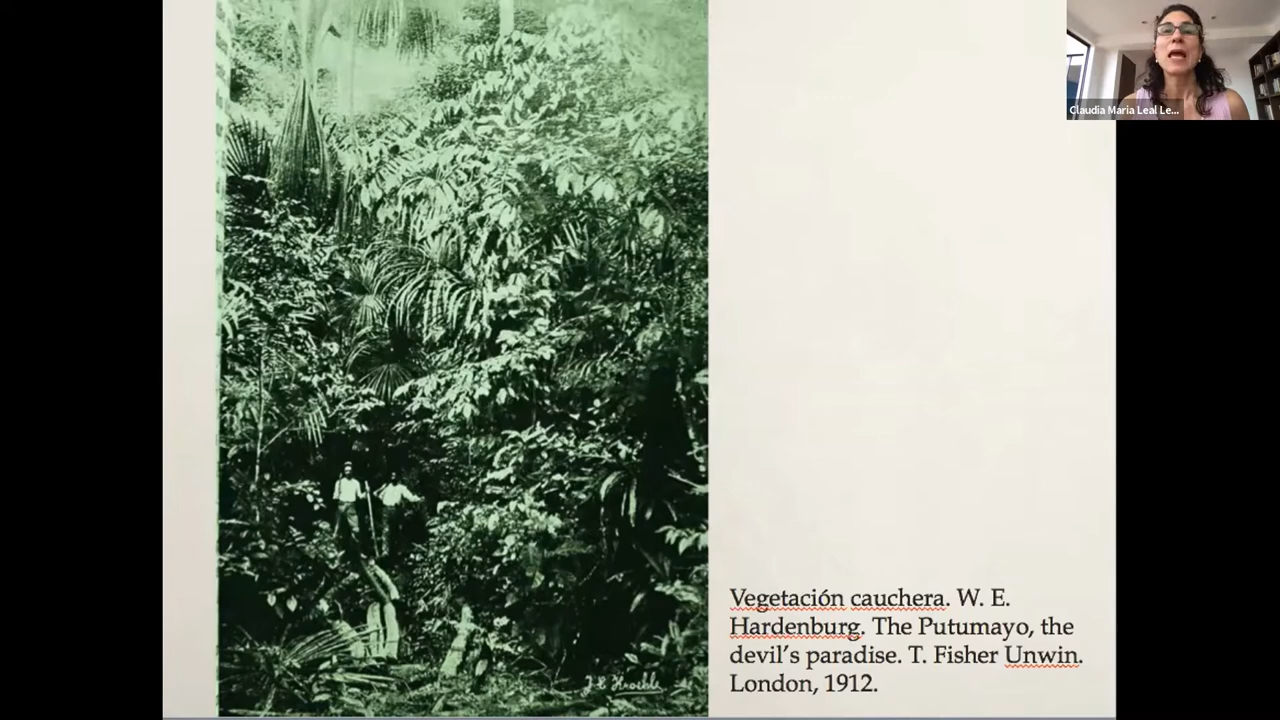 Claudia Maria Leal Le...
Vegetación cauchera. W. E.
Hardenburg. The Putumayo, the
devil’s paradise. T. Fisher Unwin.
London, 1912.